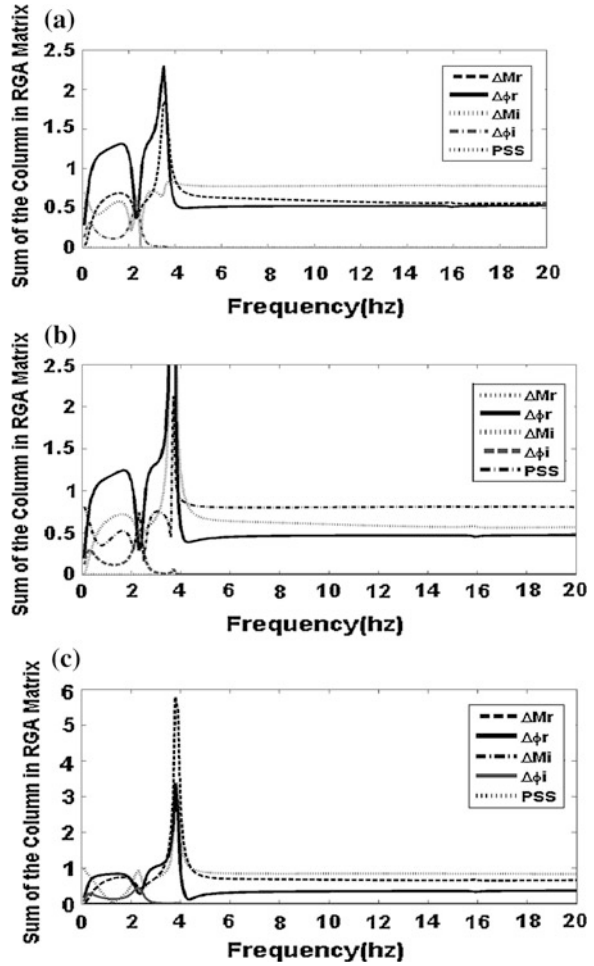 (a)
Sum of the Column in RGA Matrix
2.5
2
1.5
1
0.5
0
ΔMr
Δϕr
ΔMi
Δϕi
PSS
0 2 4 6 8 10 12 14 16 18 20
Frequency(hz)
(b)
Sum of the Column in RGA Matrix
2.5
2
1.5
1
0.5
0
ΔMr
Δϕr
ΔMi
Δϕi
PSS
0 2 4 6 8 10 12 14 16 18 20
Frequency(hz)
(c)
Sum of the Column in RGA Matrix
6
5
4
3
2
1
0
ΔMr
Δϕr
ΔMi
Δϕi
PSS
0 2 4 6 8 10 12 14 16 18 20
Frequency(hz)